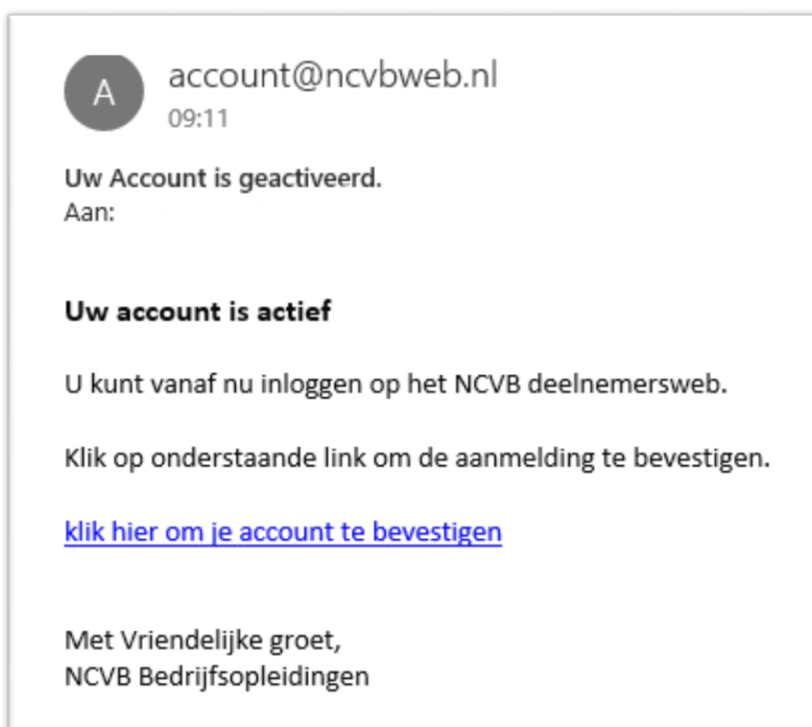 A
account@ncvbweb.nl
09:11
Uw Account is geactiveerd.
Aan:
Uw account is actief
U kunt vanaf nu inloggen op het NCVB deelnemersweb.
Klik op onderstaande link om de aanmelding te bevestigen.
klik hier om je account te bevestigen
Met Vriendelijke groet,
NCVB Bedrijfsopleidingen